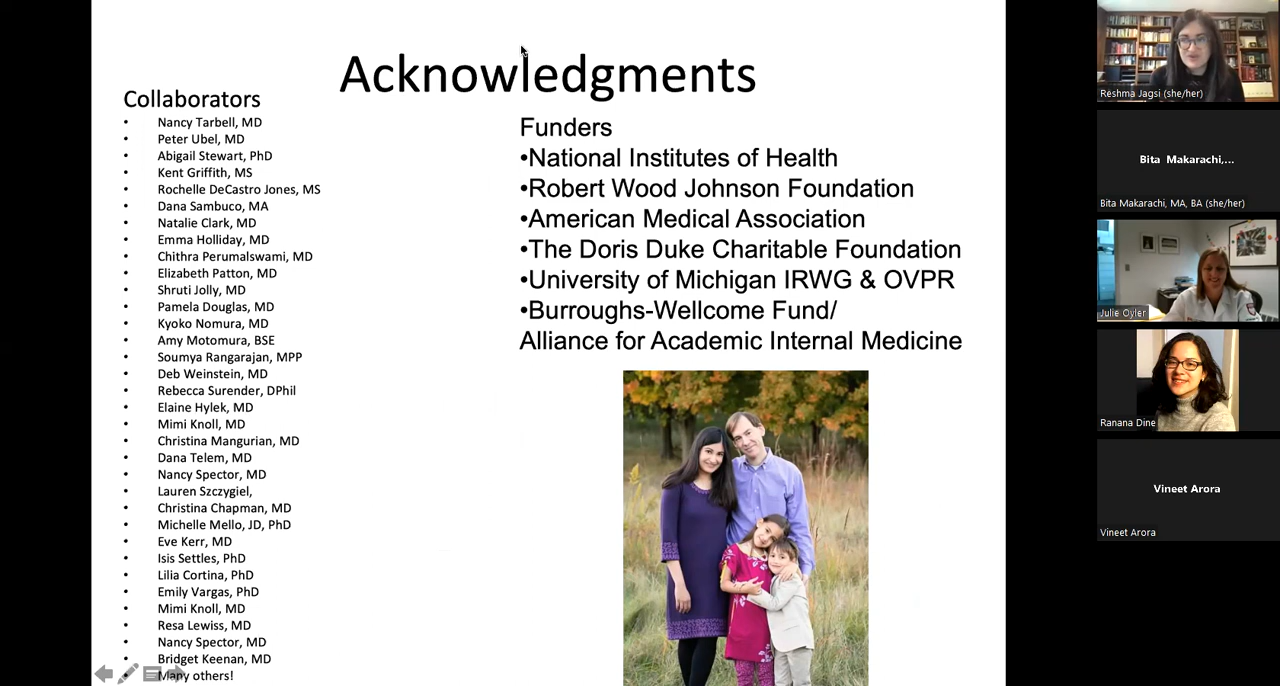 Acknowledgments
Collaborators
• Nancy Tarbell, MD
• Peter Ubel, MD
• Abigail Stewart, PhD
• Kent Griffith, MS
• Rochelle DeCastro Jones, MS
• Dana Sambuco, MA
• Natalie Clark, MD
• Emma Holliday, MD
• Chithra Perumalswami, MD
• Elizabeth Patton, MD
• Shruti Jolly, MD
• Pamela Douglas, MD
• Kyoko Nomura, MD
• Amy Motomura, BSE
• Soumya Rangarajan, MPP
• Deb Weinstein, MD
• Rebecca Surender, DPhil
• Elaine Hylek, MD
• Mimi Knoll, MD
• Christina Mangurian, MD
• Dana Telem, MD
• Nancy Spector, MD
• Lauren Szczygiel,
• Christina Chapman, MD
• Michelle Mello, JD, PhD
• Eve Kerr, MD
• Isis Settles, PhD
• Lilia Cortina, PhD
• Emily Vargas, PhD
• Mimi Knoll, MD
• Resa Lewiss, MD
• Nancy Spector, MD
• Bridget Keenan, MD
• Many others!
Funders
•National Institutes of Health
•Robert Wood Johnson Foundation
•American Medical Association
•The Doris Duke Charitable Foundation
•University of Michigan IRWG & OVPR
•Burroughs-Wellcome Fund/
Alliance for Academic Internal Medicine
Reshma Jagsi (she/her)
Bita Makarachi,...
Bita Makarachi, MA, BA (she/her)
Julie Oyler
Ranana Dine
Vineet Arora
Vineet Arora